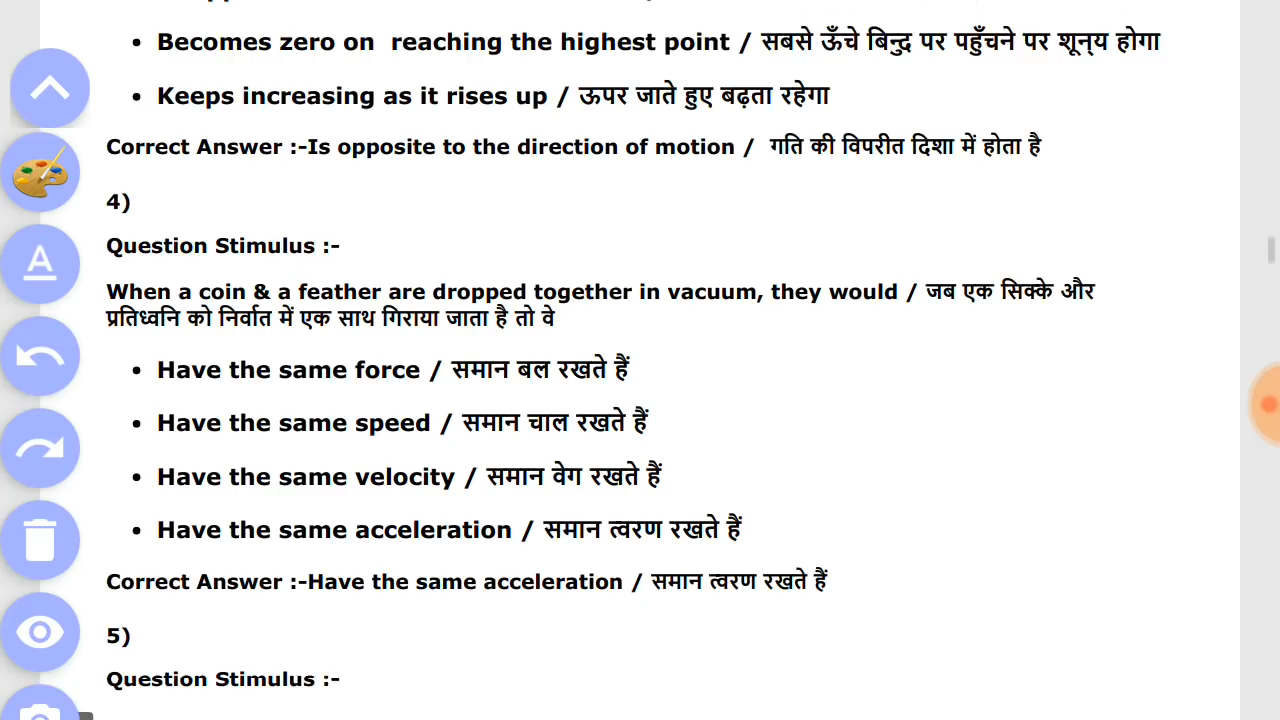 • Becomes zero on  reaching the highest point / सबसे ऊँचे बिन्दु पर पहुँचने पर शून्य होगा
• Keeps increasing as it rises up / ऊपर जाते हुए बढ़ता रहेगा
Correct Answer :-Is opposite to the direction of motion /  गति की विपरीत दिशा में होता है
4)
Question Stimulus :-
When a coin & a feather are dropped together in vacuum, they would / जब एक सिक्के और
प्रतिध्वनि को निर्वात में एक साथ गिराया जाता है तो वे
• Have the same force / समान बल रखते हैं
• Have the same speed / समान चाल रखते हैं
• Have the same velocity / समान वेग रखते हैं
• Have the same acceleration / समान त्वरण रखते हैं
Correct Answer :-Have the same acceleration / समान त्वरण रखते हैं
5)
Question Stimulus :-